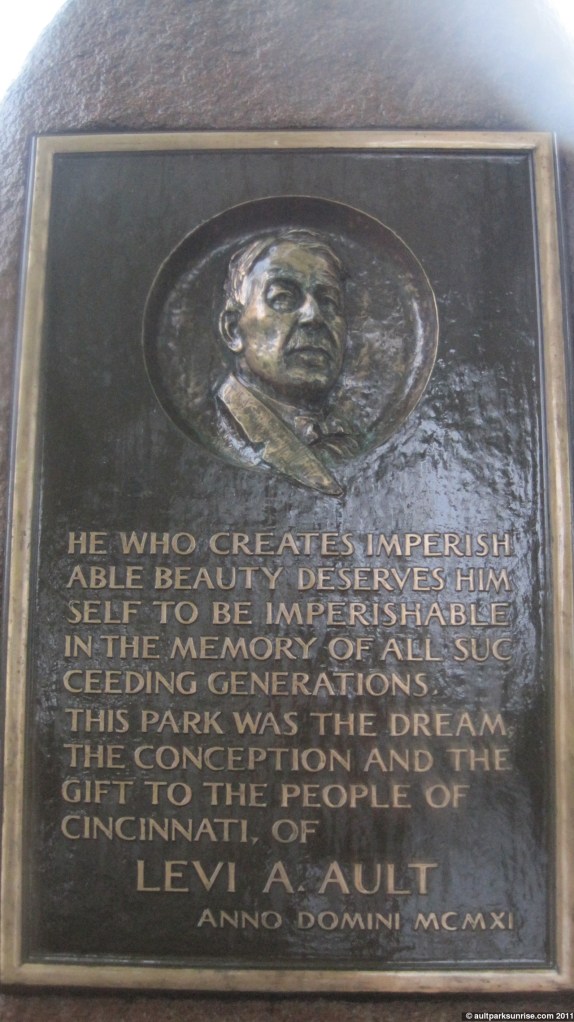 HE WHO CREATES IMPERISH
ABLE BEAUTY DESERVES HIM
SELF TO BE IMPERISHABLE
IN THE MEMORY OF ALL SUC
CEEDING GENERATIONS.
THIS PARK WAS THE DREAM
THE CONCEPTION AND THE
GIFT TO THE PEOPLE OF
CINCINNATI, OF
LEVI A. AULT
ANNO DOMINI MCMXI
© aultparksunrise.com 2011